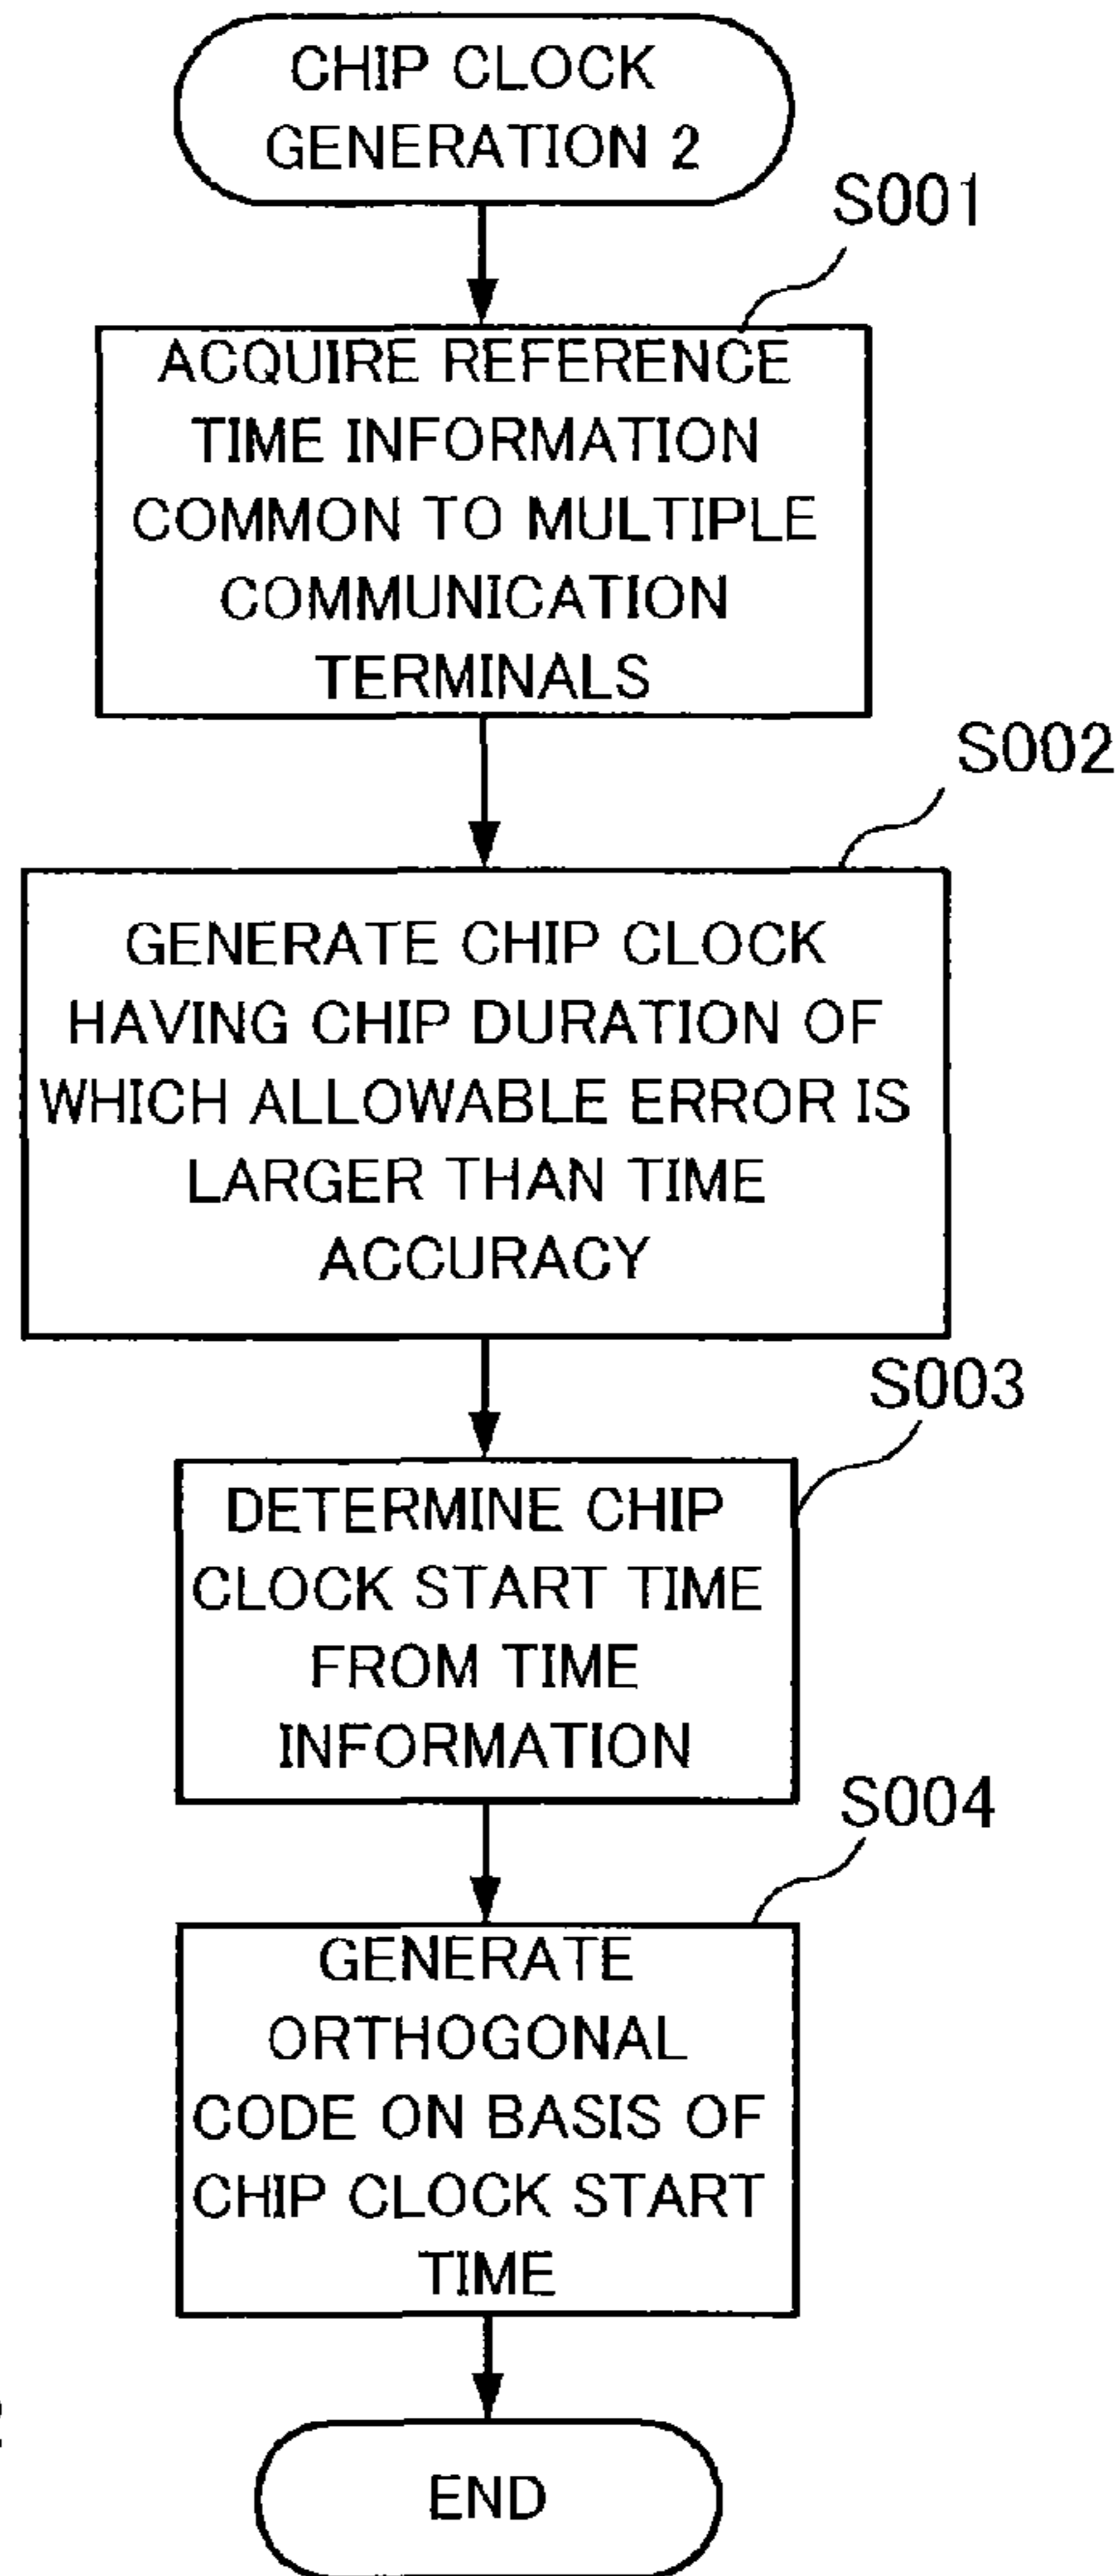 CHIP CLOCK
GENERATION 2
S001
ACQUIRE REFERENCE
TIME INFORMATION
COMMON TO MULTIPLE
COMMUNICATION
TERMINALS
S002
GENERATE CHIP CLOCK
HAVING CHIP DURATION OF
WHICH ALLOWABLE ERROR IS
LARGER THAN TIME
ACCURACY
S003
DETERMINE CHIP
CLOCK START TIME
FROM TIME
INFORMATION
S004
GENERATE
ORTHOGONAL
CODE ON BASIS OF
CHIP CLOCK START
TIME
END